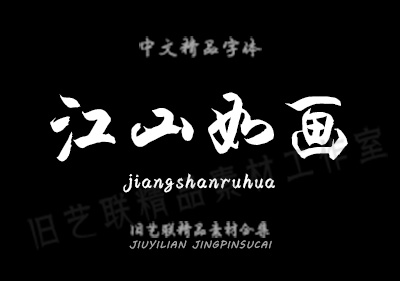 中文精品字体
江山如画
jiangshanruhua
旧艺联精品素材合集
JIUYILIAN JINGPINSUCAI
旧艺联精品素材工作室